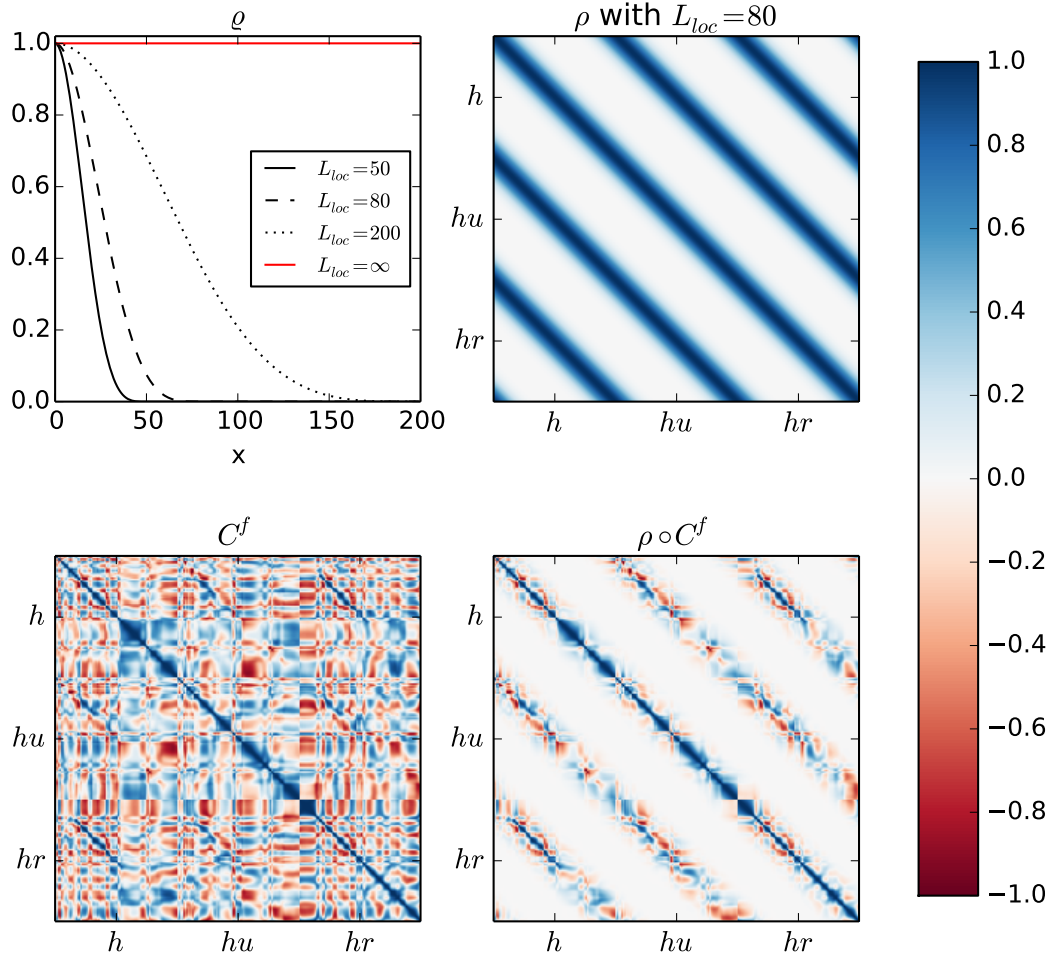 ϱ
1.0
0.8
0.6
0.4
0.2
0.0
0 50 100 150 200
x
L_loc=50
L_loc=80
L_loc=200
L_loc=∞
ρ with L_loc=80
h
hu
hr
h hu hr
1.0
0.8
0.6
0.4
0.2
0.0
−0.2
−0.4
−0.6
−0.8
−1.0
C^f
h
hu
hr
h hu hr
ρ∘C^f
h hu hr